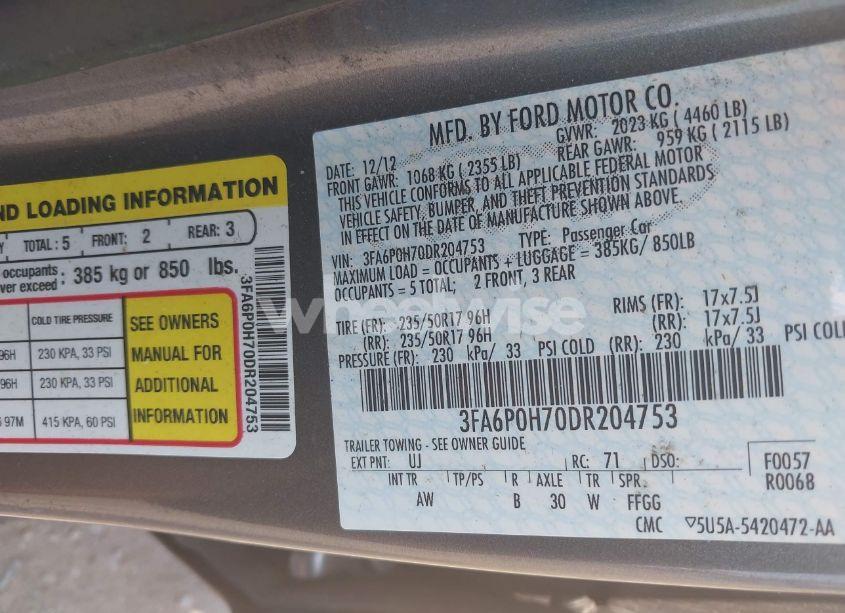 ND LOADING INFORMATION
Y TOTAL: 5 FRONT: 2 REAR: 3
occupants
ver exceed : 385 kg or 850 lbs.
COLD TIRE PRESSURE
96H 230 KPA, 33 PSI
96H 230 KPA, 33 PSI
97M 415 KPA, 60 PSI
SEE OWNERS
MANUAL FOR
ADDITIONAL
INFORMATION
3FA6P0H70DR204753
wheelwise
MFD. BY FORD MOTOR CO.
DATE: 12/12 GVWR: 2023 KG ( 4460 LB)
FRONT GAWR: 1068 KG ( 2355 LB) REAR GAWR: 959 KG ( 2115 LB)
THIS VEHICLE CONFORMS TO ALL APPLICABLE FEDERAL MOTOR
VEHICLE SAFETY, BUMPER, AND THEFT PREVENTION STANDARDS
IN EFFECT ON THE DATE OF MANUFACTURE SHOWN ABOVE.
VIN: 3FA6P0H70DR204753 TYPE: Passenger Car
MAXIMUM LOAD = OCCUPANTS + LUGGAGE = 385KG/ 850LB
OCCUPANTS = 5 TOTAL; 2 FRONT, 3 REAR
TIRE (FR): 235/50R17 96H RIMS (FR): 17x7.5J
(RR): 235/50R17 96H (RR): 17x7.5J
PRESSURE (FR): 230 kPa/ 33 PSI COLD (RR): 230 kPa/ 33 PSI COLD
3FA6P0H70DR204753
TRAILER TOWING - SEE OWNER GUIDE
EXT PNT: UJ RC: 71 DSO: F0057
R0068
INT TR TP/PS R AXLE TR SPR
AW B 30 W FFGG
CMC ▽5U5A-5420472-AA